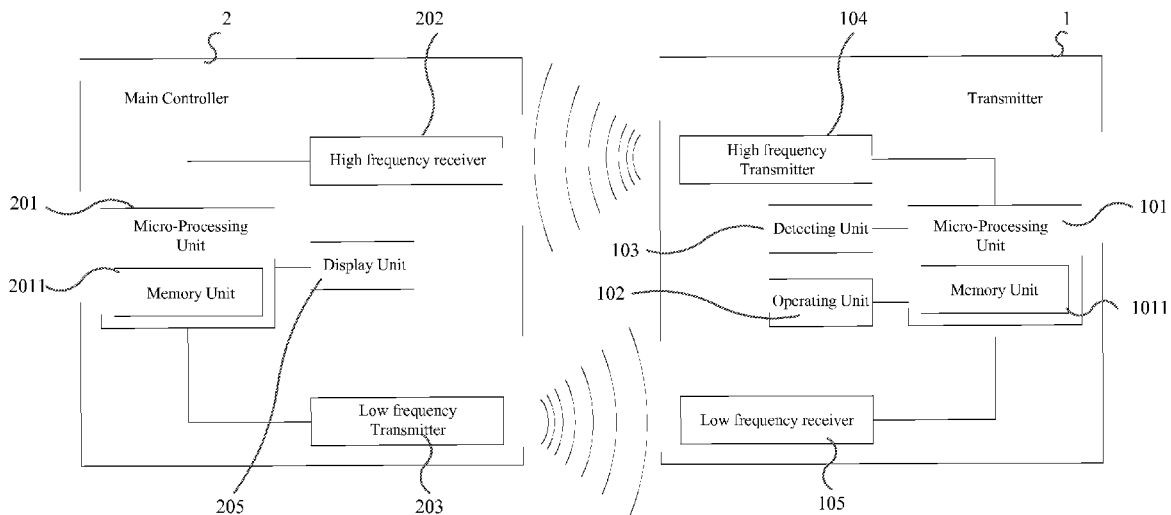 2
202
104
1
Main Controller
Transmitter
High frequency receiver
High frequency
Transmitter
201
Micro-Processing
Unit
2011
Memory Unit
Display Unit
103
Detecting Unit
102
Operating Unit
Micro-Processing
Unit
101
Memory Unit
1011
Low frequency
Transmitter
Low frequency receiver
205
203
105